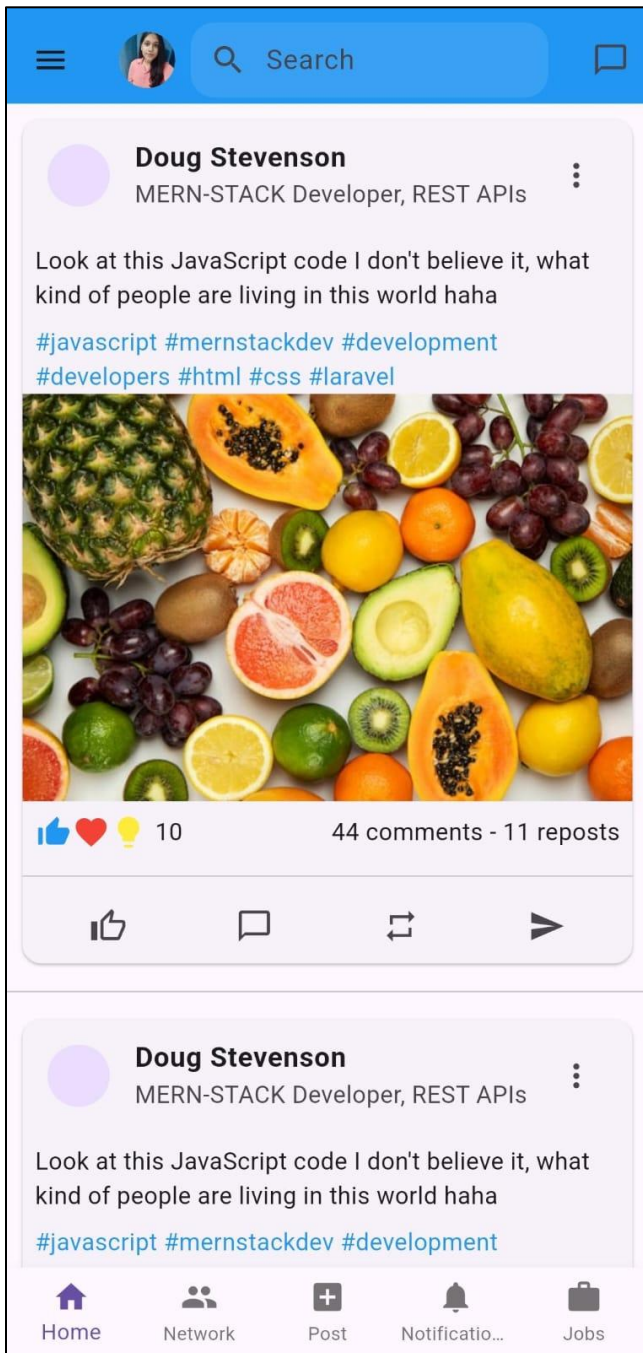 Search
Doug Stevenson
MERN-STACK Developer, REST APIs
Look at this JavaScript code I don't believe it, what
kind of people are living in this world haha
#javascript #mernstackdev #development
#developers #html #css #laravel
10
44 comments - 11 reposts
Doug Stevenson
MERN-STACK Developer, REST APIs
Look at this JavaScript code I don't believe it, what
kind of people are living in this world haha
#javascript #mernstackdev #development
Home
Network
Post
Notificatio...
Jobs